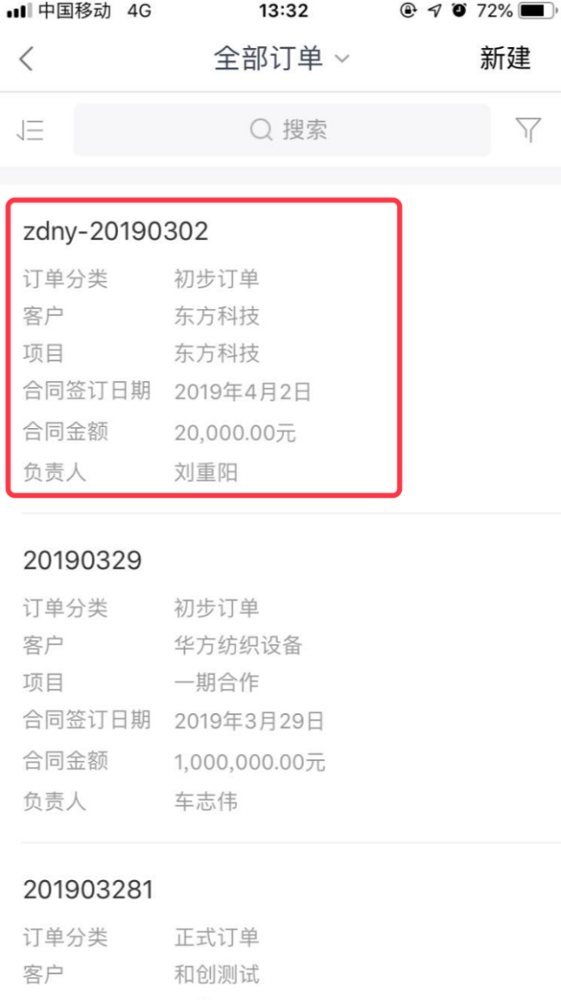 中国移动 4G 13:32 72%
全部订单 新建
搜索
zdny-20190302
订单分类 初步订单
客户 东方科技
项目 东方科技
合同签订日期 2019年4月2日
合同金额 20,000.00元
负责人 刘重阳
20190329
订单分类 初步订单
客户 华方纺织设备
项目 一期合作
合同签订日期 2019年3月29日
合同金额 1,000,000.00元
负责人 车志伟
201903281
订单分类 正式订单
客户 和创测试